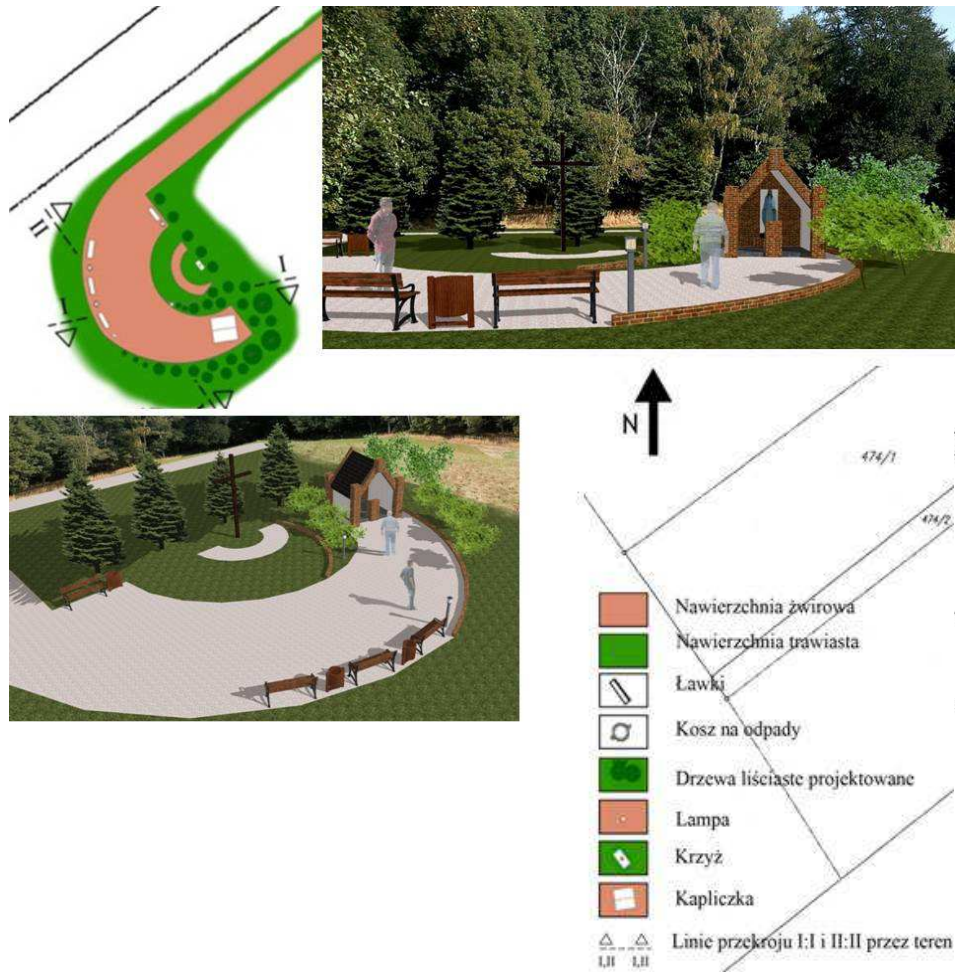 II
I
I
N
474/1
474/2
Nawierzchnia żwirowa
Nawierzchnia trawiasta
Ławki
Kosz na odpady
Drzewa liściaste projektowane
Lampa
Krzyż
Kapliczka
Linie przekroju I:I i II:II przez teren
I,II I,II